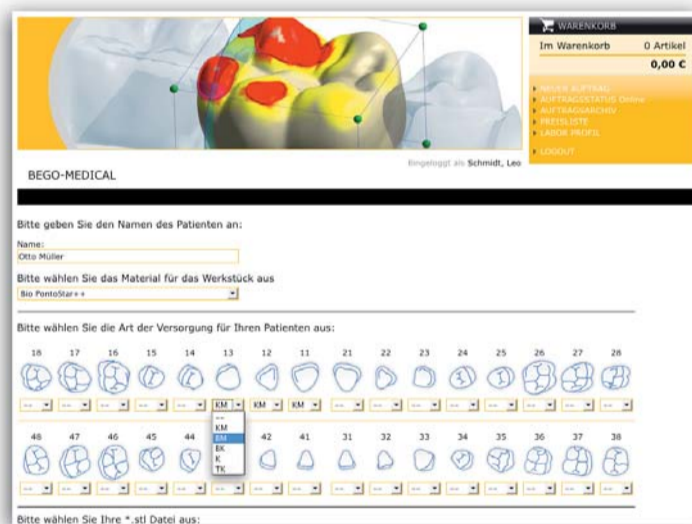 WARENKORB
Im Warenkorb 0 Artikel
0,00 €
NEUER AUFTRAG
AUFTRAGSSTATUS Online
AUFTRAGSARCHIV
PREISLISTE
LABOR PROFIL
LOGOUT
Eingeloggt als Schmidt, Leo
BEGO-MEDICAL
Bitte geben Sie den Namen des Patienten an:
Name:
Otto Müller
Bitte wählen Sie das Material für das Werkstück aus
Bio PontoStar++
Bitte wählen Sie die Art der Versorgung für Ihren Patienten aus:
18 17 16 15 14 13 12 11 21 22 23 24 25 26 27 28
-- -- -- -- -- KM KM KM -- -- -- -- -- -- -- --
--
KM
BM
BK
K
TK
48 47 46 45 44 42 41 31 32 33 34 35 36 37 38
-- -- -- -- -- -- -- -- -- -- -- -- -- -- -- --
Bitte wählen Sie Ihre *.stl Datei aus: